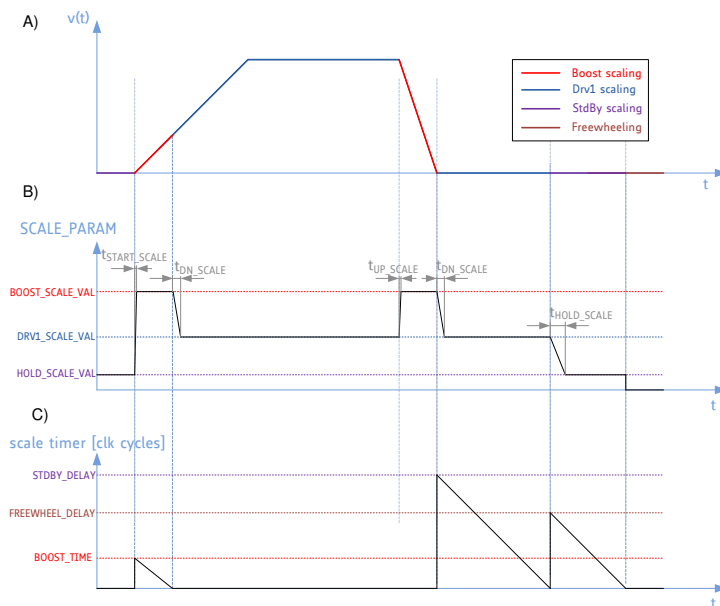 A)
v(t)
Boost scaling
Drv1 scaling
StdBy scaling
Freewheeling
t
B)
SCALE_PARAM
tSTART_SCALE
tDN_SCALE
tUP_SCALE
tDN_SCALE
BOOST_SCALE_VAL
tHOLD_SCALE
DRV1_SCALE_VAL
HOLD_SCALE_VAL
t
C)
scale timer [clk cycles]
STDBY_DELAY
FREEWHEEL_DELAY
BOOST_TIME
t